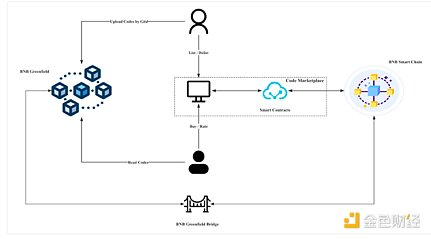 Upload Codes by Gfid
BNB Greenfield
List / Delist
Code Marketplace
BNB Smart Chain
Smart Contracts
Buy / Rate
Read Codes
BNB Greenfield Bridge
金色财经